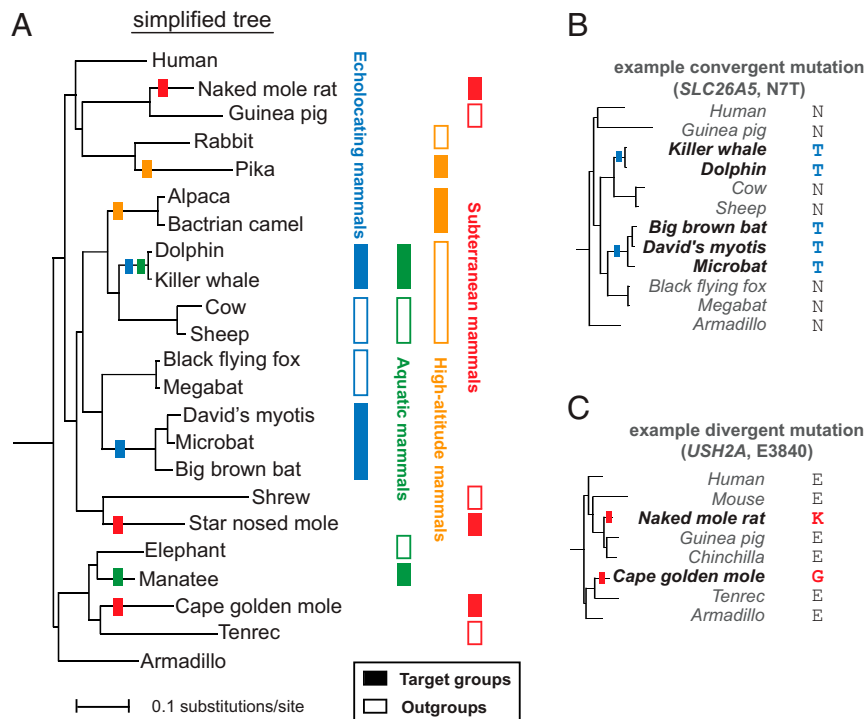 A
simplified tree
Human
Naked mole rat
Guinea pig
Rabbit
Pika
Alpaca
Bactrian camel
Dolphin
Killer whale
Cow
Sheep
Black flying fox
Megabat
David's myotis
Microbat
Big brown bat
Shrew
Star nosed mole
Elephant
Manatee
Cape golden mole
Tenrec
Armadillo
0.1 substitutions/site
Echolocating mammals
Aquatic mammals
High-altitude mammals
Subterranean mammals
Target groups
Outgroups
B
example convergent mutation
(SLC26A5, N7T)
Human N
Guinea pig N
Killer whale T
Dolphin T
Cow N
Sheep N
Big brown bat T
David's myotis T
Microbat T
Black flying fox N
Megabat N
Armadillo N
C
example divergent mutation
(USH2A, E3840)
Human E
Mouse E
Naked mole rat K
Guinea pig E
Chinchilla E
Cape golden mole G
Tenrec E
Armadillo E